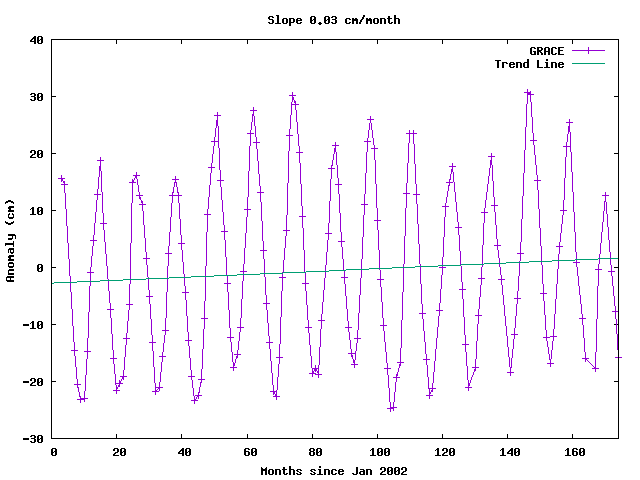 Slope 0.03 cm/month
GRACE
Trend Line
40
30
20
10
0
-10
-20
-30
Anomaly (cm)
0 20 40 60 80 100 120 140 160
Months since Jan 2002